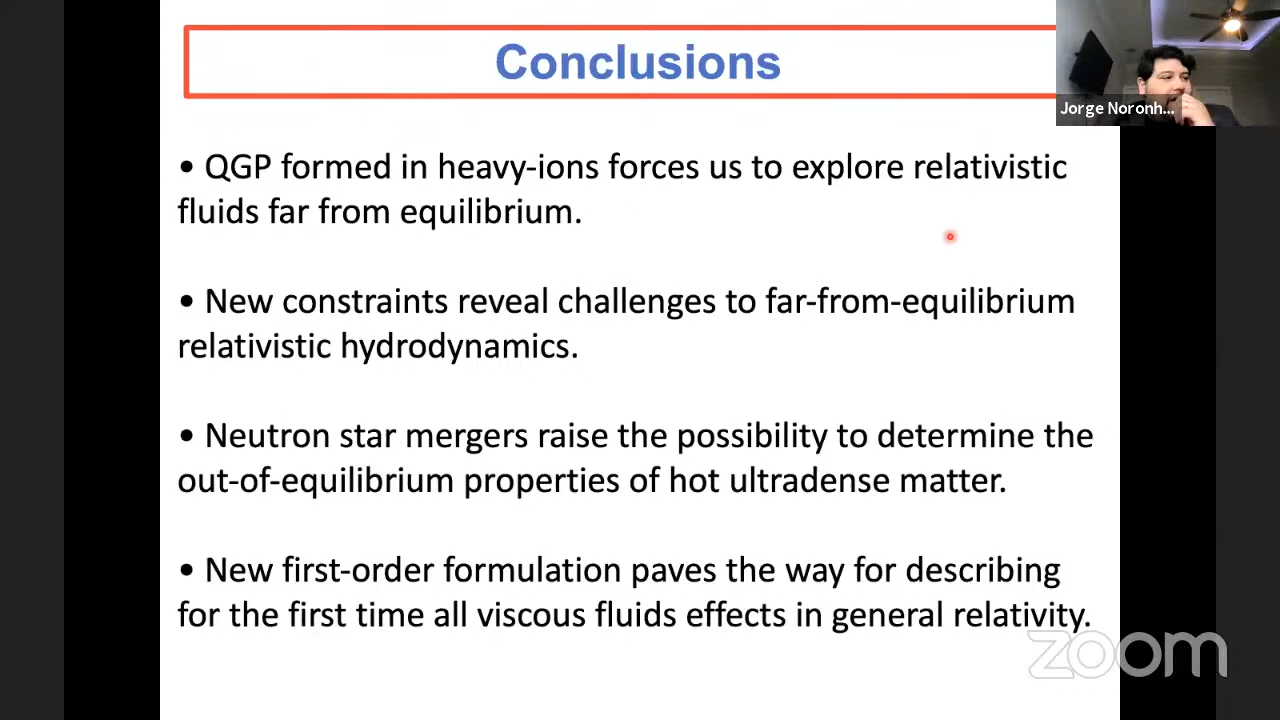 Conclusions
Jorge Noronh...
• QGP formed in heavy-ions forces us to explore relativistic
fluids far from equilibrium.
• New constraints reveal challenges to far-from-equilibrium
relativistic hydrodynamics.
• Neutron star mergers raise the possibility to determine the
out-of-equilibrium properties of hot ultradense matter.
• New first-order formulation paves the way for describing
for the first time all viscous fluids effects in general relativity.
zoom